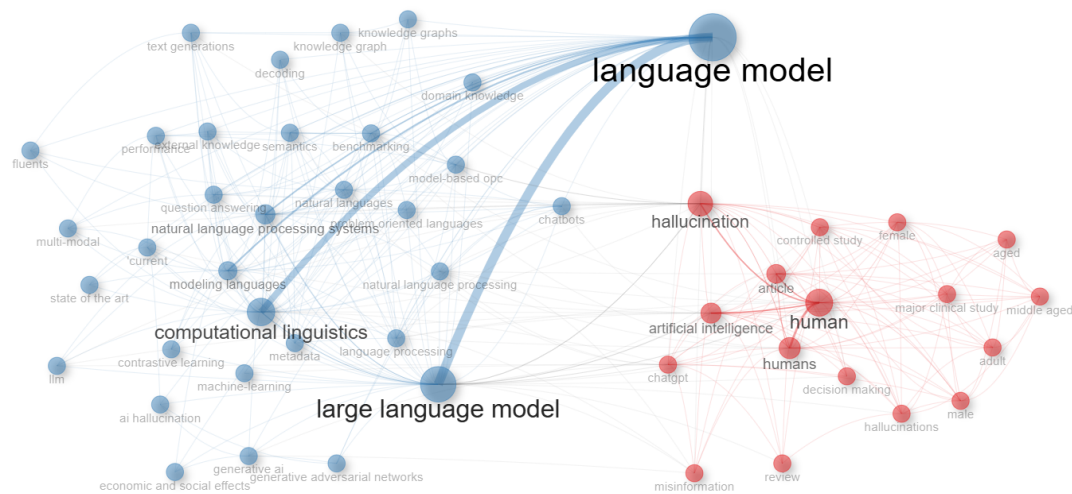 knowledge graphs
text generations
knowledge graph
language model
decoding
domain knowledge
performance
external knowledge
semantics
benchmarking
fluents
model-based opc
natural languages
question answering
problem oriented languages
chatbots
hallucination
natural language processing systems
controlled study
female
multi-modal
'current
aged
state of the art
modeling languages
natural language processing
article
major clinical study
middle aged
computational linguistics
artificial intelligence
human
contrastive learning
metadata
language processing
humans
adult
llm
machine-learning
chatgpt
decision making
large language model
ai hallucination
hallucinations
male
generative ai
generative adversarial networks
economic and social effects
misinformation
review